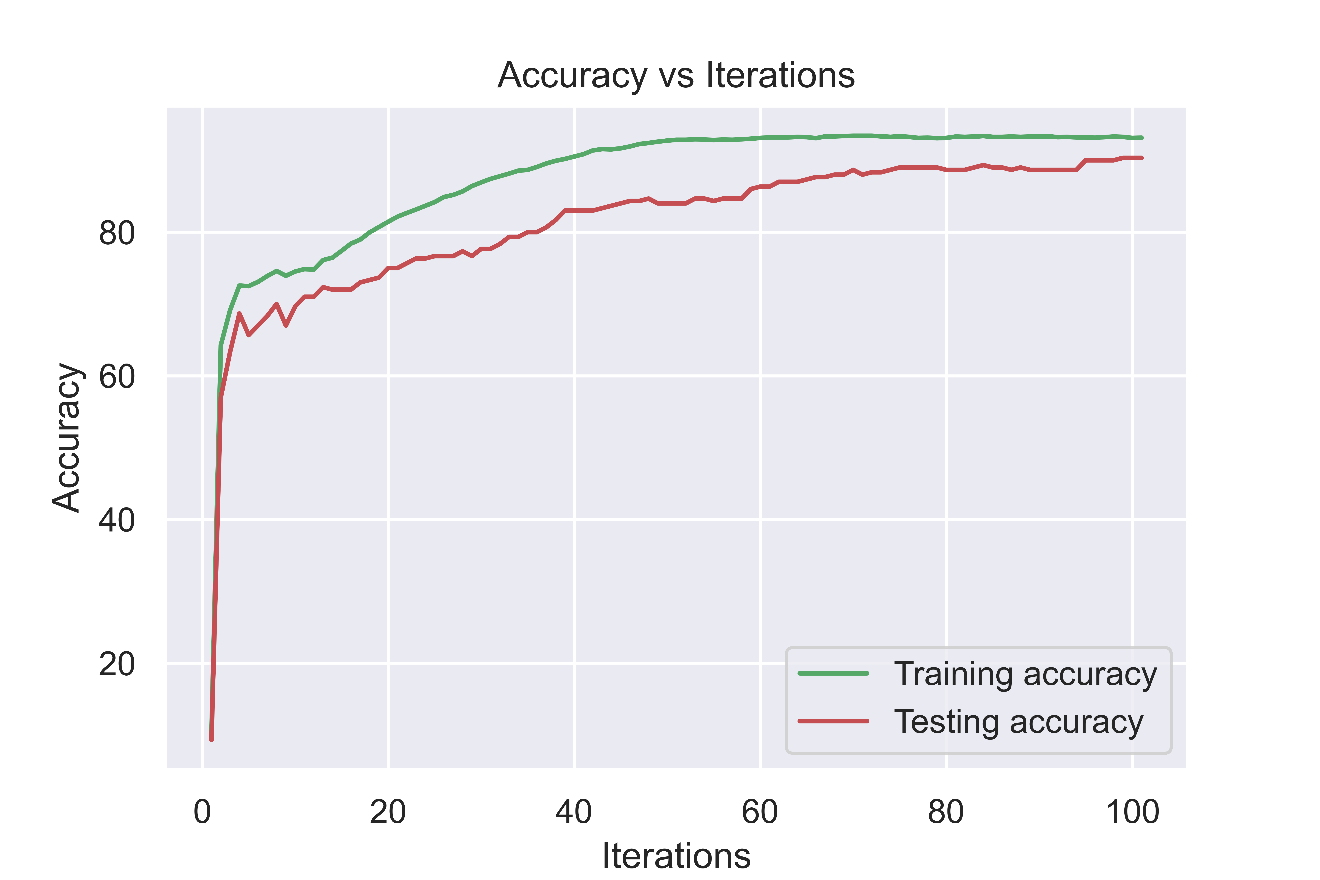 Accuracy vs Iterations
Accuracy
80
60
40
20
Training accuracy
Testing accuracy
0 20 40 60 80 100
Iterations